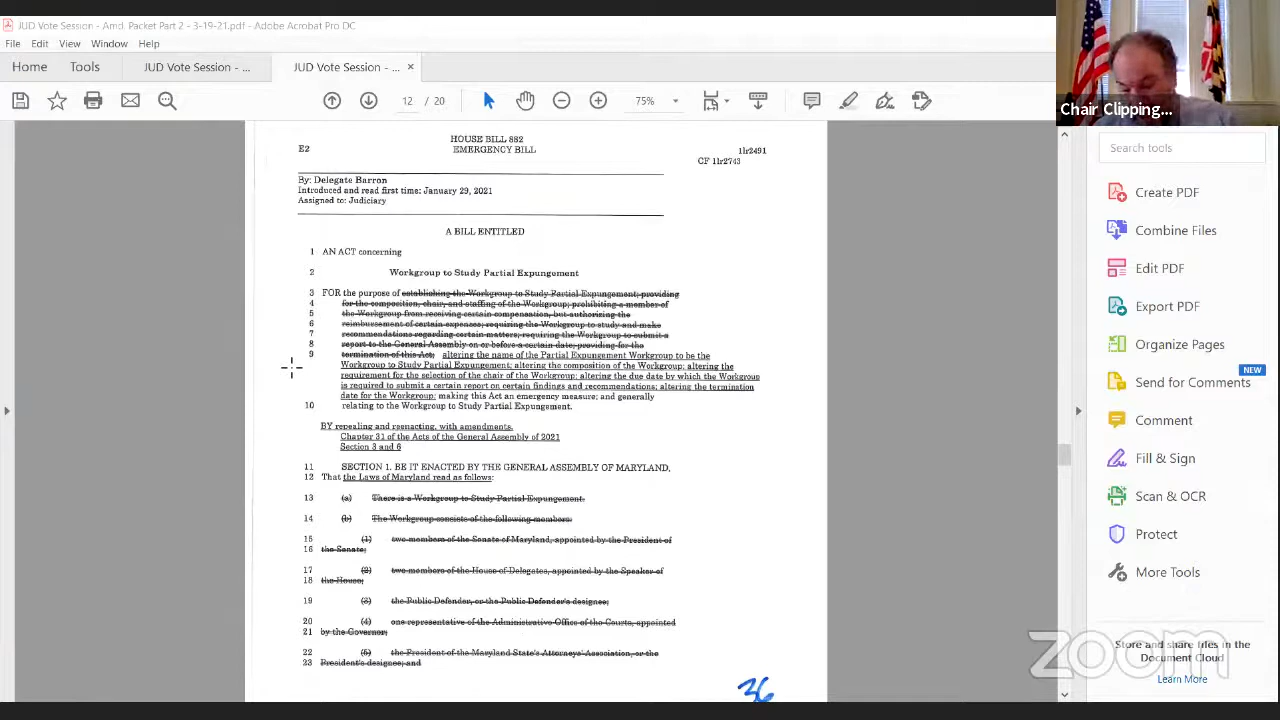 JUD Vote Session - Amd. Packet Part 2 - 3-19-21.pdf - Adobe Acrobat Pro DC
File Edit View Window Help
Home Tools JUD Vote Session - ... JUD Vote Session - ... ×
20 75%
Chair Clipping...
Search tools
Create PDF
Combine Files
Edit PDF
Export PDF
Organize Pages
NEW
Send for Comments
Comment
Fill & Sign
Scan & OCR
Protect
More Tools
Store and share files in the
Document Cloud
Learn More
zoom
HOUSE BILL 882
E2 EMERGENCY BILL 1lr2491
CF 1lr2743
By: Delegate Barron
Introduced and read first time: January 29, 2021
Assigned to: Judiciary
A BILL ENTITLED
1 AN ACT concerning
2 Workgroup to Study Partial Expungement
3 FOR the purpose of establishing the Workgroup to Study Partial Expungement; providing
4 for the composition, chair, and staffing of the Workgroup; prohibiting a member of
5 the Workgroup from receiving certain compensation, but authorizing the
6 reimbursement of certain expenses; requiring the Workgroup to study and make
7 recommendations regarding certain matters; requiring the Workgroup to submit a
8 report to the General Assembly on or before a certain date; providing for the
9 termination of this Act; altering the name of the Partial Expungement Workgroup to be the
Workgroup to Study Partial Expungement; altering the composition of the Workgroup; altering the
requirement for the selection of the chair of the Workgroup; altering the due date by which the Workgroup
is required to submit a certain report on certain findings and recommendations; altering the termination
date for the Workgroup; making this Act an emergency measure; and generally
10 relating to the Workgroup to Study Partial Expungement.
BY repealing and reenacting, with amendments,
Chapter 31 of the Acts of the General Assembly of 2021
Section 3 and 6
11 SECTION 1. BE IT ENACTED BY THE GENERAL ASSEMBLY OF MARYLAND,
12 That the Laws of Maryland read as follows:
13 (a) There is a Workgroup to Study Partial Expungement.
14 (b) The Workgroup consists of the following members:
15 (1) two members of the Senate of Maryland, appointed by the President of
16 the Senate;
17 (2) two members of the House of Delegates, appointed by the Speaker of
18 the House;
19 (3) the Public Defender, or the Public Defender's designee;
20 (4) one representative of the Administrative Office of the Courts, appointed
21 by the Governor;
22 (5) the President of the Maryland State's Attorneys' Association, or the
23 President's designee; and
36